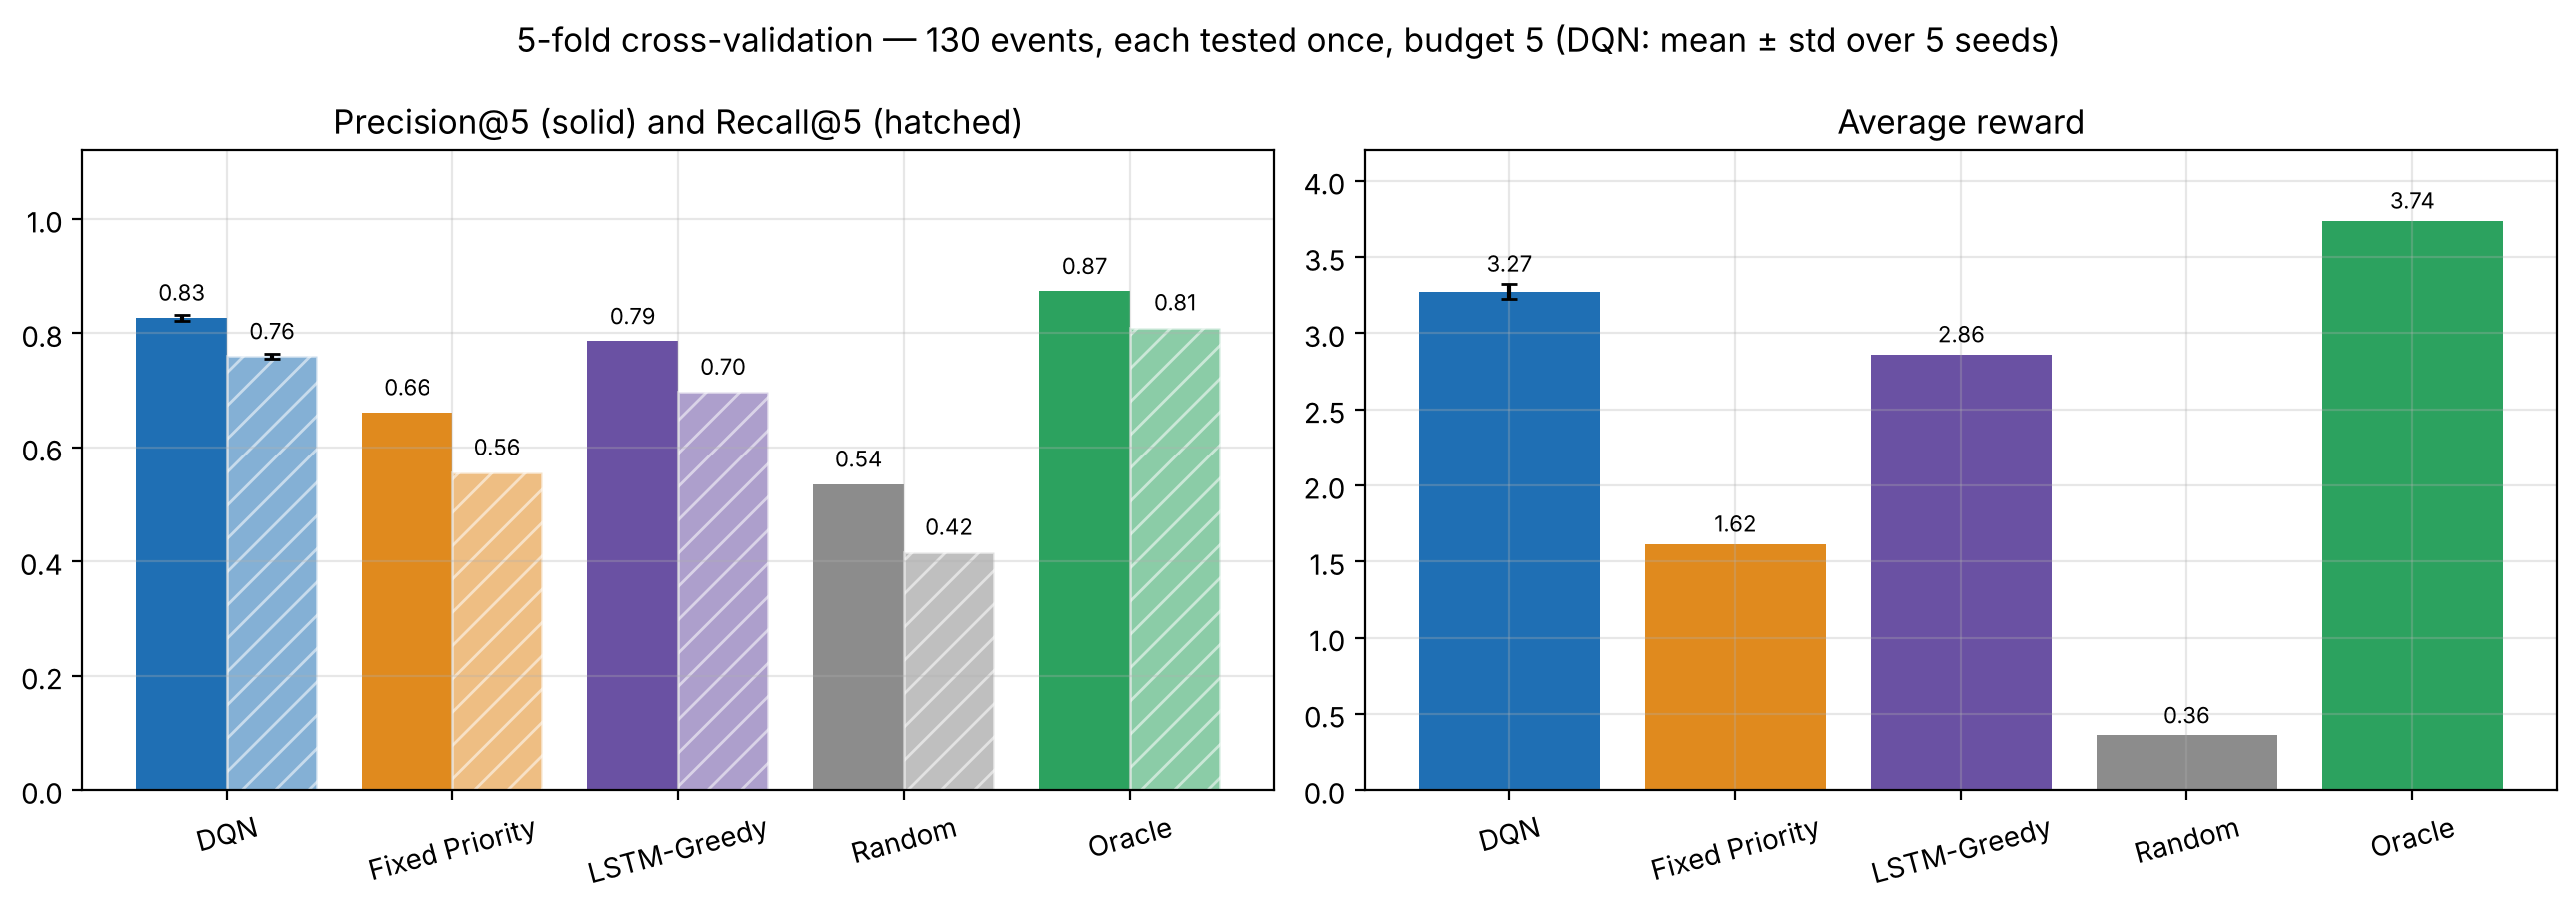 5-fold cross-validation — 130 events, each tested once, budget 5 (DQN: mean ± std over 5 seeds)
Precision@5 (solid) and Recall@5 (hatched)
1.0
0.8
0.6
0.4
0.2
0.0
0.83
0.76
0.66
0.56
0.79
0.70
0.54
0.42
0.87
0.81
DQN
Fixed Priority
LSTM-Greedy
Random
Oracle
Average reward
4.0
3.5
3.0
2.5
2.0
1.5
1.0
0.5
0.0
3.27
1.62
2.86
0.36
3.74
DQN
Fixed Priority
LSTM-Greedy
Random
Oracle